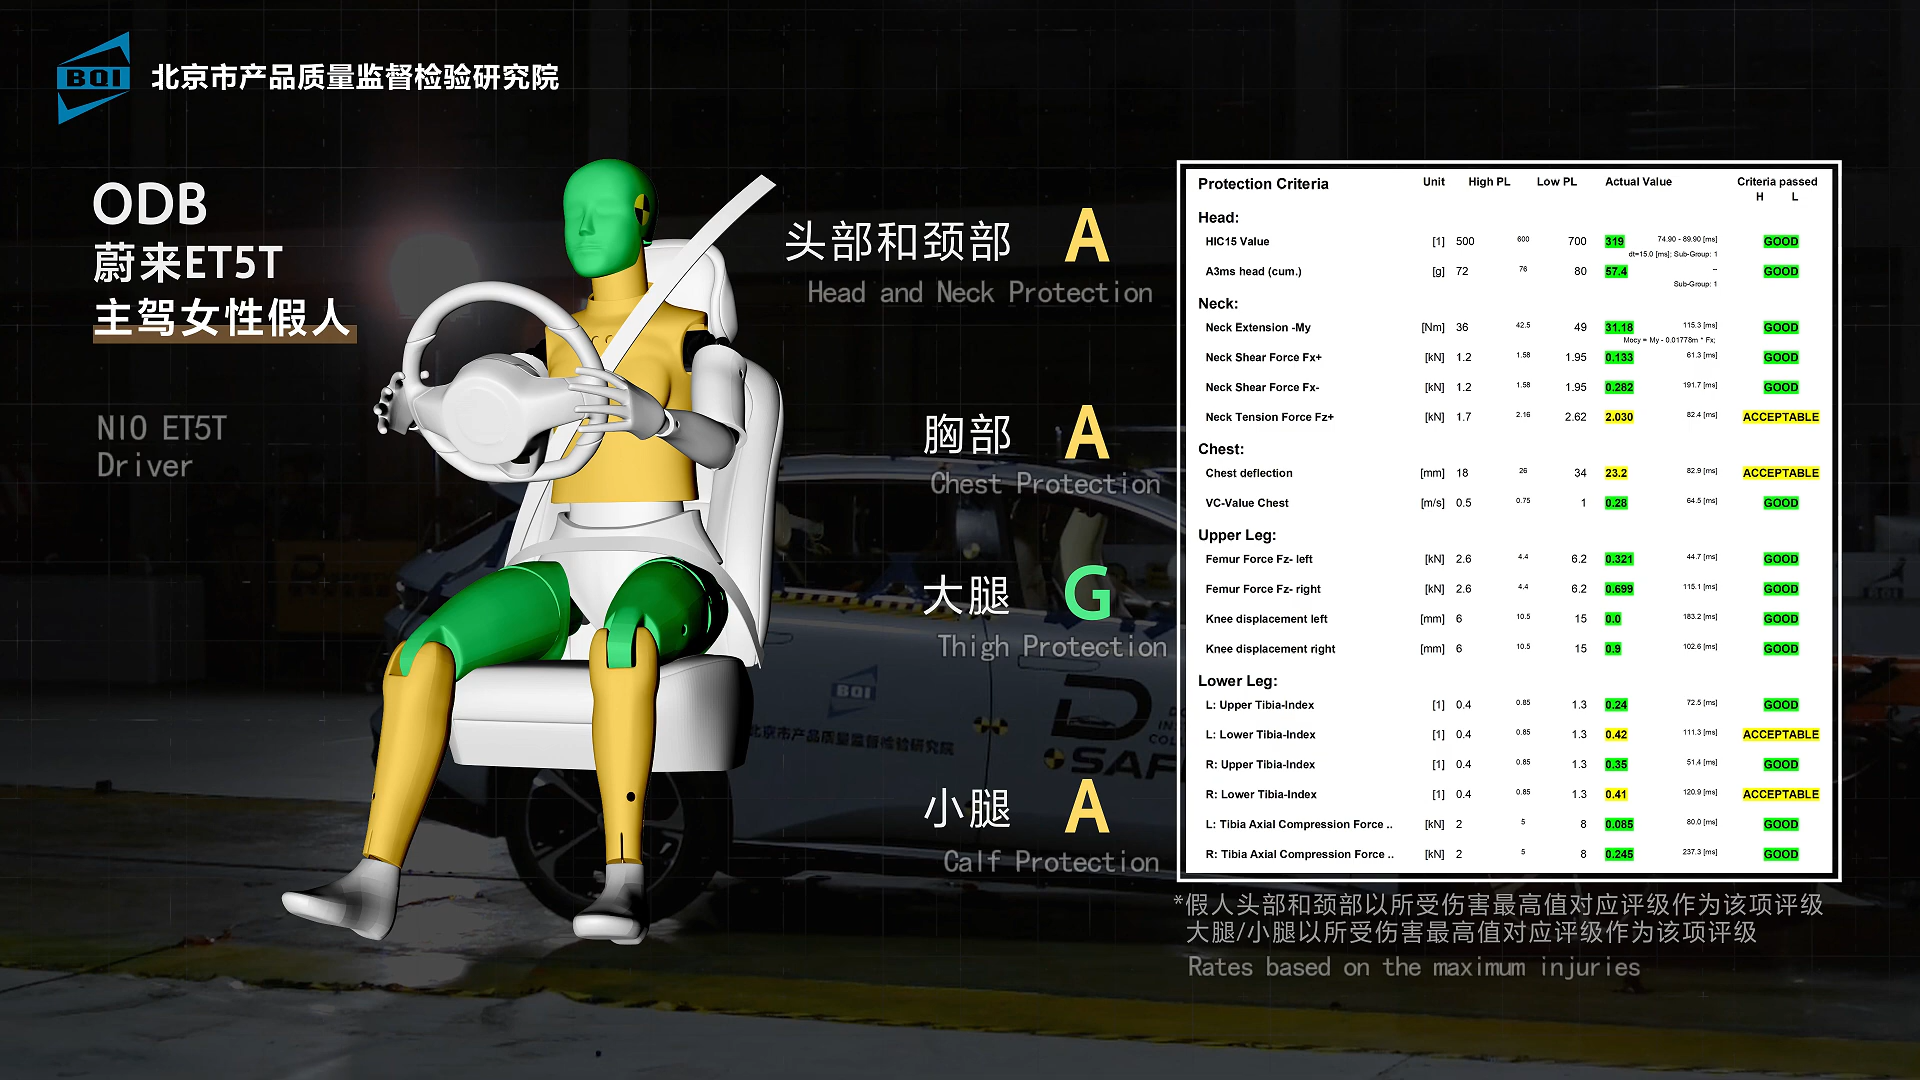 BQI 北京市产品质量监督检验研究院
ODB
蔚来ET5T
主驾女性假人
NIO ET5T
Driver
头部和颈部 A
Head and Neck Protection
胸部 A
Chest Protection
大腿 G
Thigh Protection
小腿 A
Calf Protection
Protection Criteria Unit High PL Low PL Actual Value Criteria passed
H L
Head:
HIC15 Value [1] 500 600 700 319 74.90 - 89.90 [ms] GOOD
dt=15.0 [ms]; Sub-Group: 1
A3ms head (cum.) [g] 72 76 80 57.4 – GOOD
Sub-Group: 1
Neck:
Neck Extension -My [Nm] 36 42.5 49 31.18 115.3 [ms] GOOD
Mocy = My - 0.01778m * Fx;
Neck Shear Force Fx+ [kN] 1.2 1.58 1.95 0.133 61.3 [ms] GOOD
Neck Shear Force Fx- [kN] 1.2 1.58 1.95 0.282 191.7 [ms] GOOD
Neck Tension Force Fz+ [kN] 1.7 2.16 2.62 2.030 82.4 [ms] ACCEPTABLE
Chest:
Chest deflection [mm] 18 26 34 23.2 82.9 [ms] ACCEPTABLE
VC-Value Chest [m/s] 0.5 0.75 1 0.28 64.5 [ms] GOOD
Upper Leg:
Femur Force Fz- left [kN] 2.6 4.4 6.2 0.321 44.7 [ms] GOOD
Femur Force Fz- right [kN] 2.6 4.4 6.2 0.699 115.1 [ms] GOOD
Knee displacement left [mm] 6 10.5 15 0.0 183.2 [ms] GOOD
Knee displacement right [mm] 6 10.5 15 0.9 102.6 [ms] GOOD
Lower Leg:
L: Upper Tibia-Index [1] 0.4 0.85 1.3 0.24 72.5 [ms] GOOD
L: Lower Tibia-Index [1] 0.4 0.85 1.3 0.42 111.3 [ms] ACCEPTABLE
R: Upper Tibia-Index [1] 0.4 0.85 1.3 0.35 51.4 [ms] GOOD
R: Lower Tibia-Index [1] 0.4 0.85 1.3 0.41 120.9 [ms] ACCEPTABLE
L: Tibia Axial Compression Force .. [kN] 2 5 8 0.085 80.0 [ms] GOOD
R: Tibia Axial Compression Force .. [kN] 2 5 8 0.245 237.3 [ms] GOOD
*假人头部和颈部以所受伤害最高值对应评级作为该项评级
大腿/小腿以所受伤害最高值对应评级作为该项评级
Rates based on the maximum injuries
BQI
北京市产品质量监督检验研究院